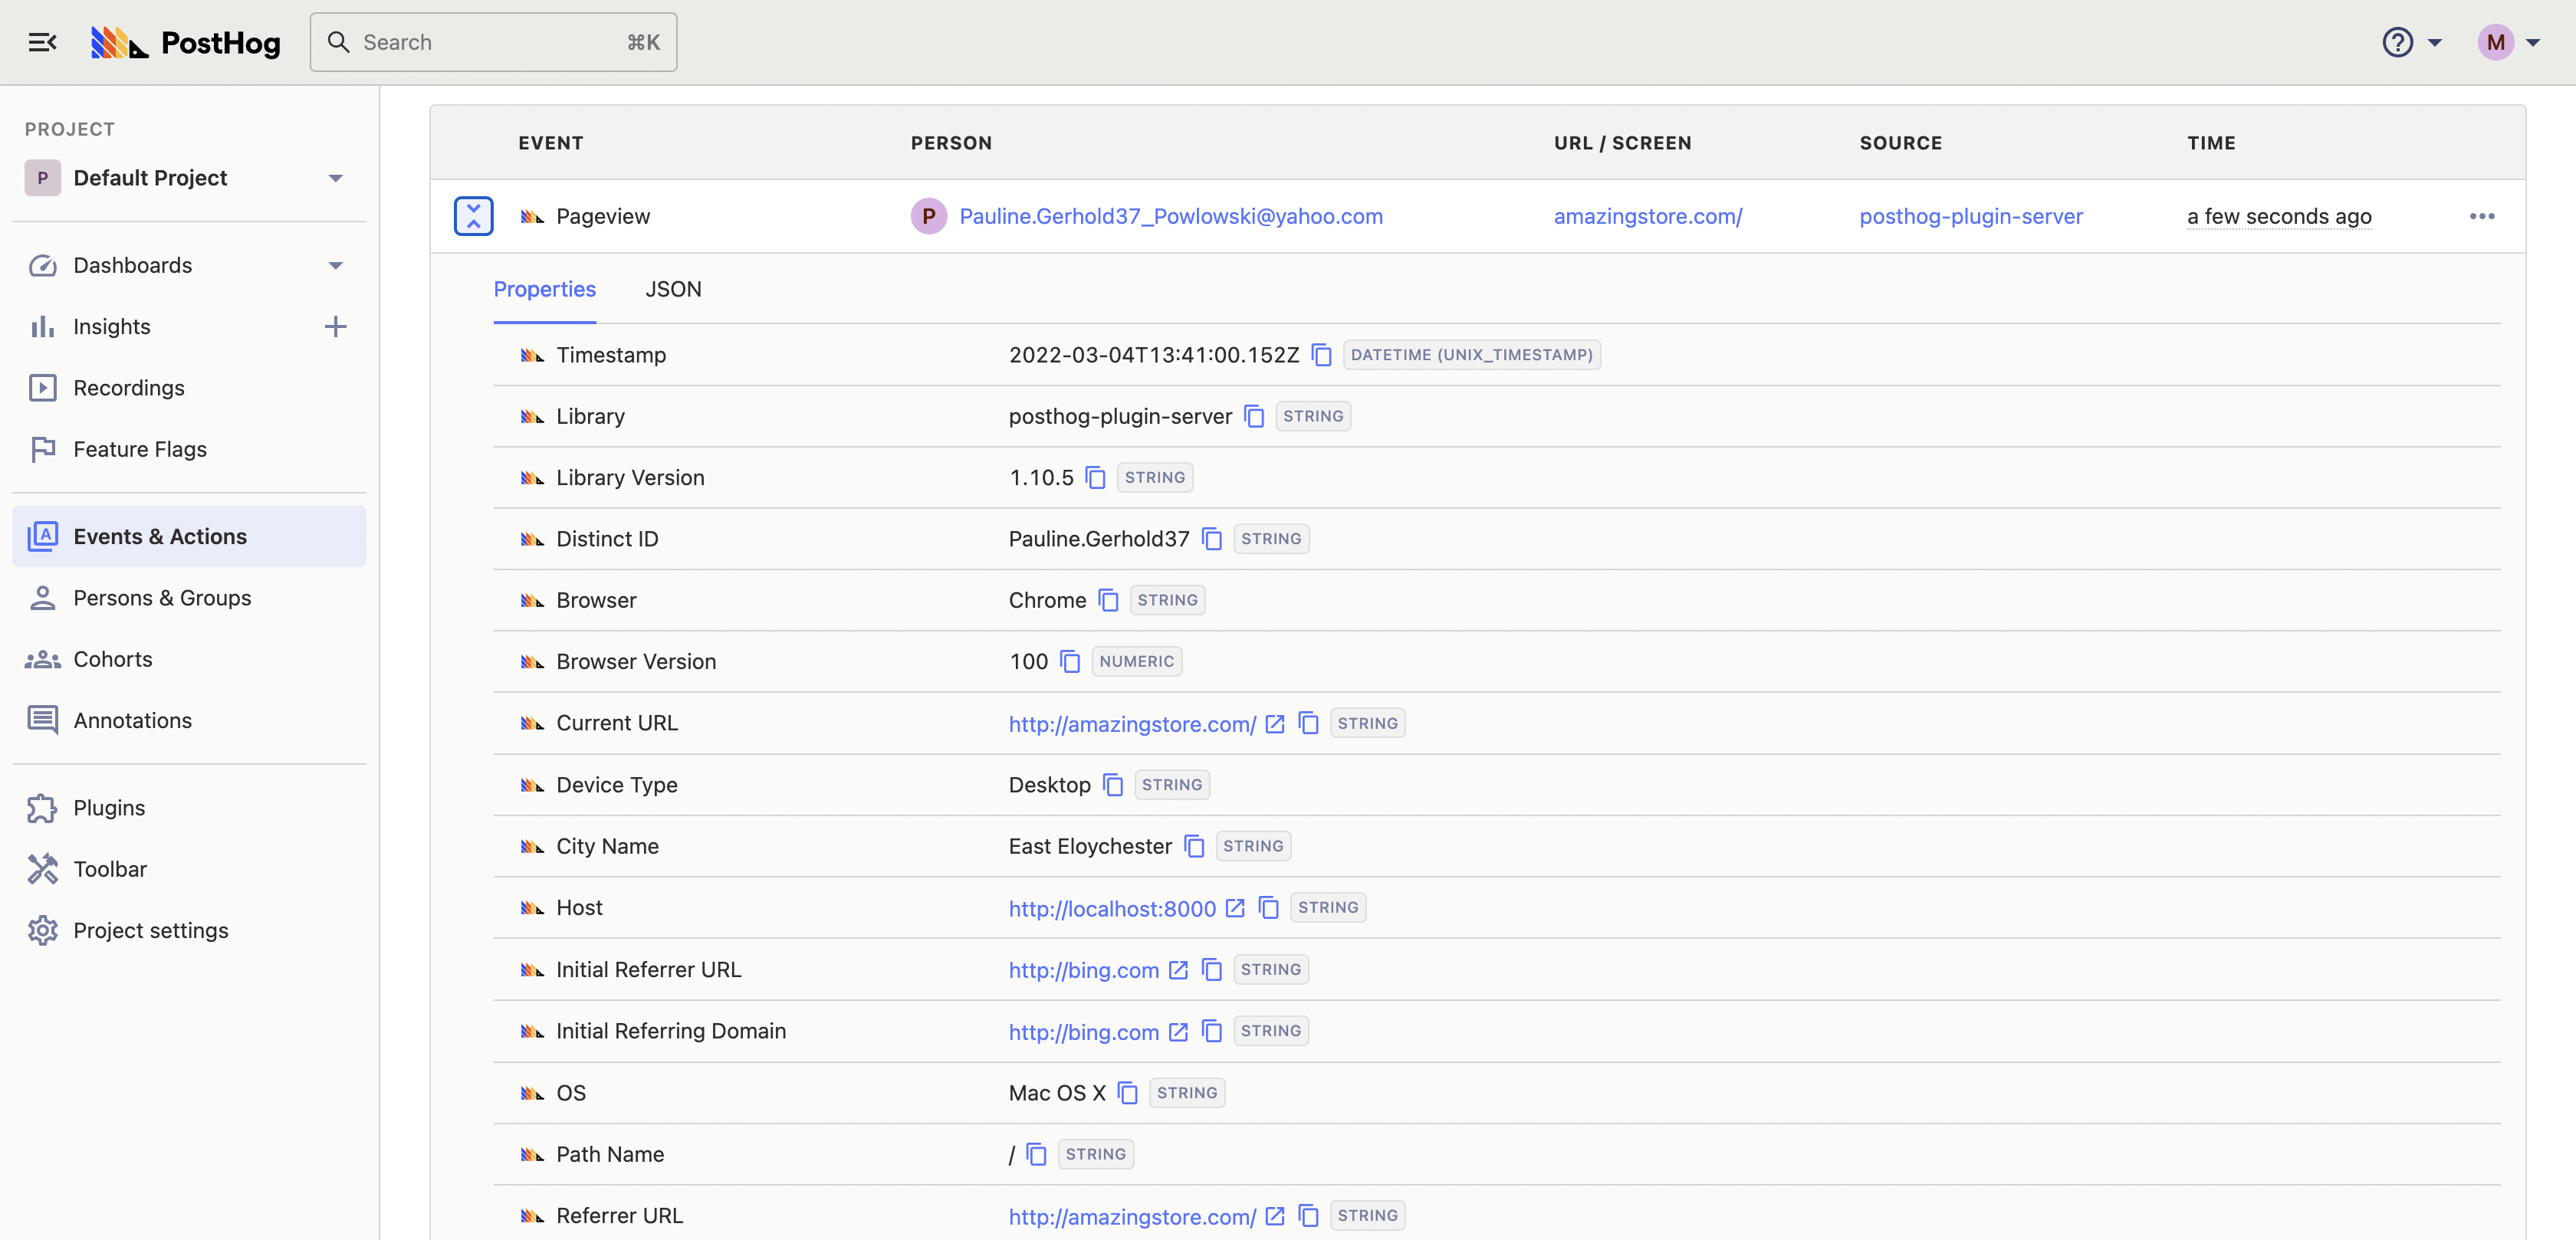 PostHog
Search ⌘K
?
M
PROJECT
P Default Project
Dashboards
Insights
Recordings
Feature Flags
Events & Actions
Persons & Groups
Cohorts
Annotations
Plugins
Toolbar
Project settings
EVENT PERSON URL / SCREEN SOURCE TIME
Pageview P Pauline.Gerhold37_Powlowski@yahoo.com amazingstore.com/ posthog-plugin-server a few seconds ago
Properties JSON
Timestamp 2022-03-04T13:41:00.152Z DATETIME (UNIX_TIMESTAMP)
Library posthog-plugin-server STRING
Library Version 1.10.5 STRING
Distinct ID Pauline.Gerhold37 STRING
Browser Chrome STRING
Browser Version 100 NUMERIC
Current URL http://amazingstore.com/ STRING
Device Type Desktop STRING
City Name East Eloychester STRING
Host http://localhost:8000 STRING
Initial Referrer URL http://bing.com STRING
Initial Referring Domain http://bing.com STRING
OS Mac OS X STRING
Path Name / STRING
Referrer URL http://amazingstore.com/ STRING